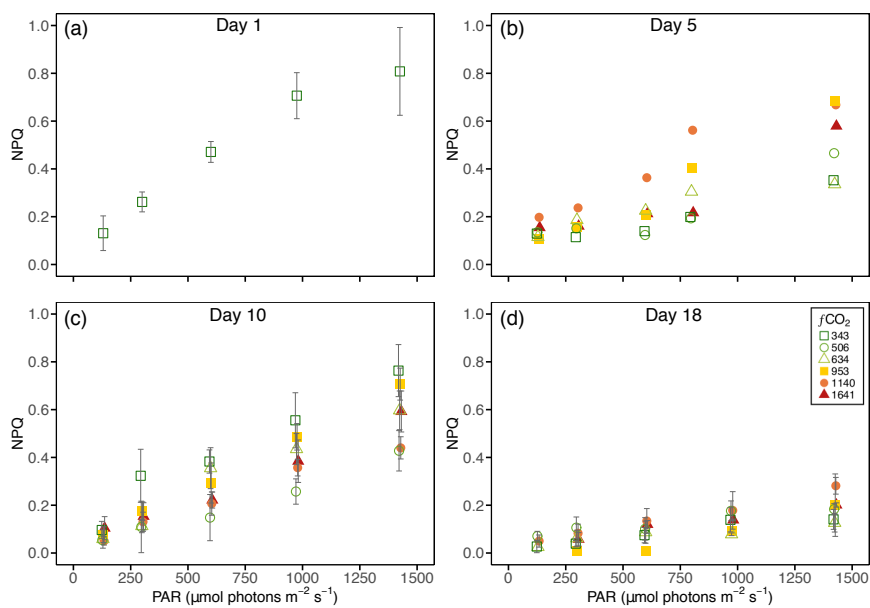 (a) Day 1
(b) Day 5
1.0
0.8
0.6
0.4
0.2
0.0
NPQ
1.0
0.8
0.6
0.4
0.2
0.0
NPQ
(c) Day 10
(d) Day 18
1.0
0.8
0.6
0.4
0.2
0.0
NPQ
0 250 500 750 1000 1250 1500
PAR (μmol photons m⁻² s⁻¹)
1.0
0.8
0.6
0.4
0.2
0.0
NPQ
0 250 500 750 1000 1250 1500
PAR (μmol photons m⁻² s⁻¹)
fCO₂
343
506
634
953
1140
1641